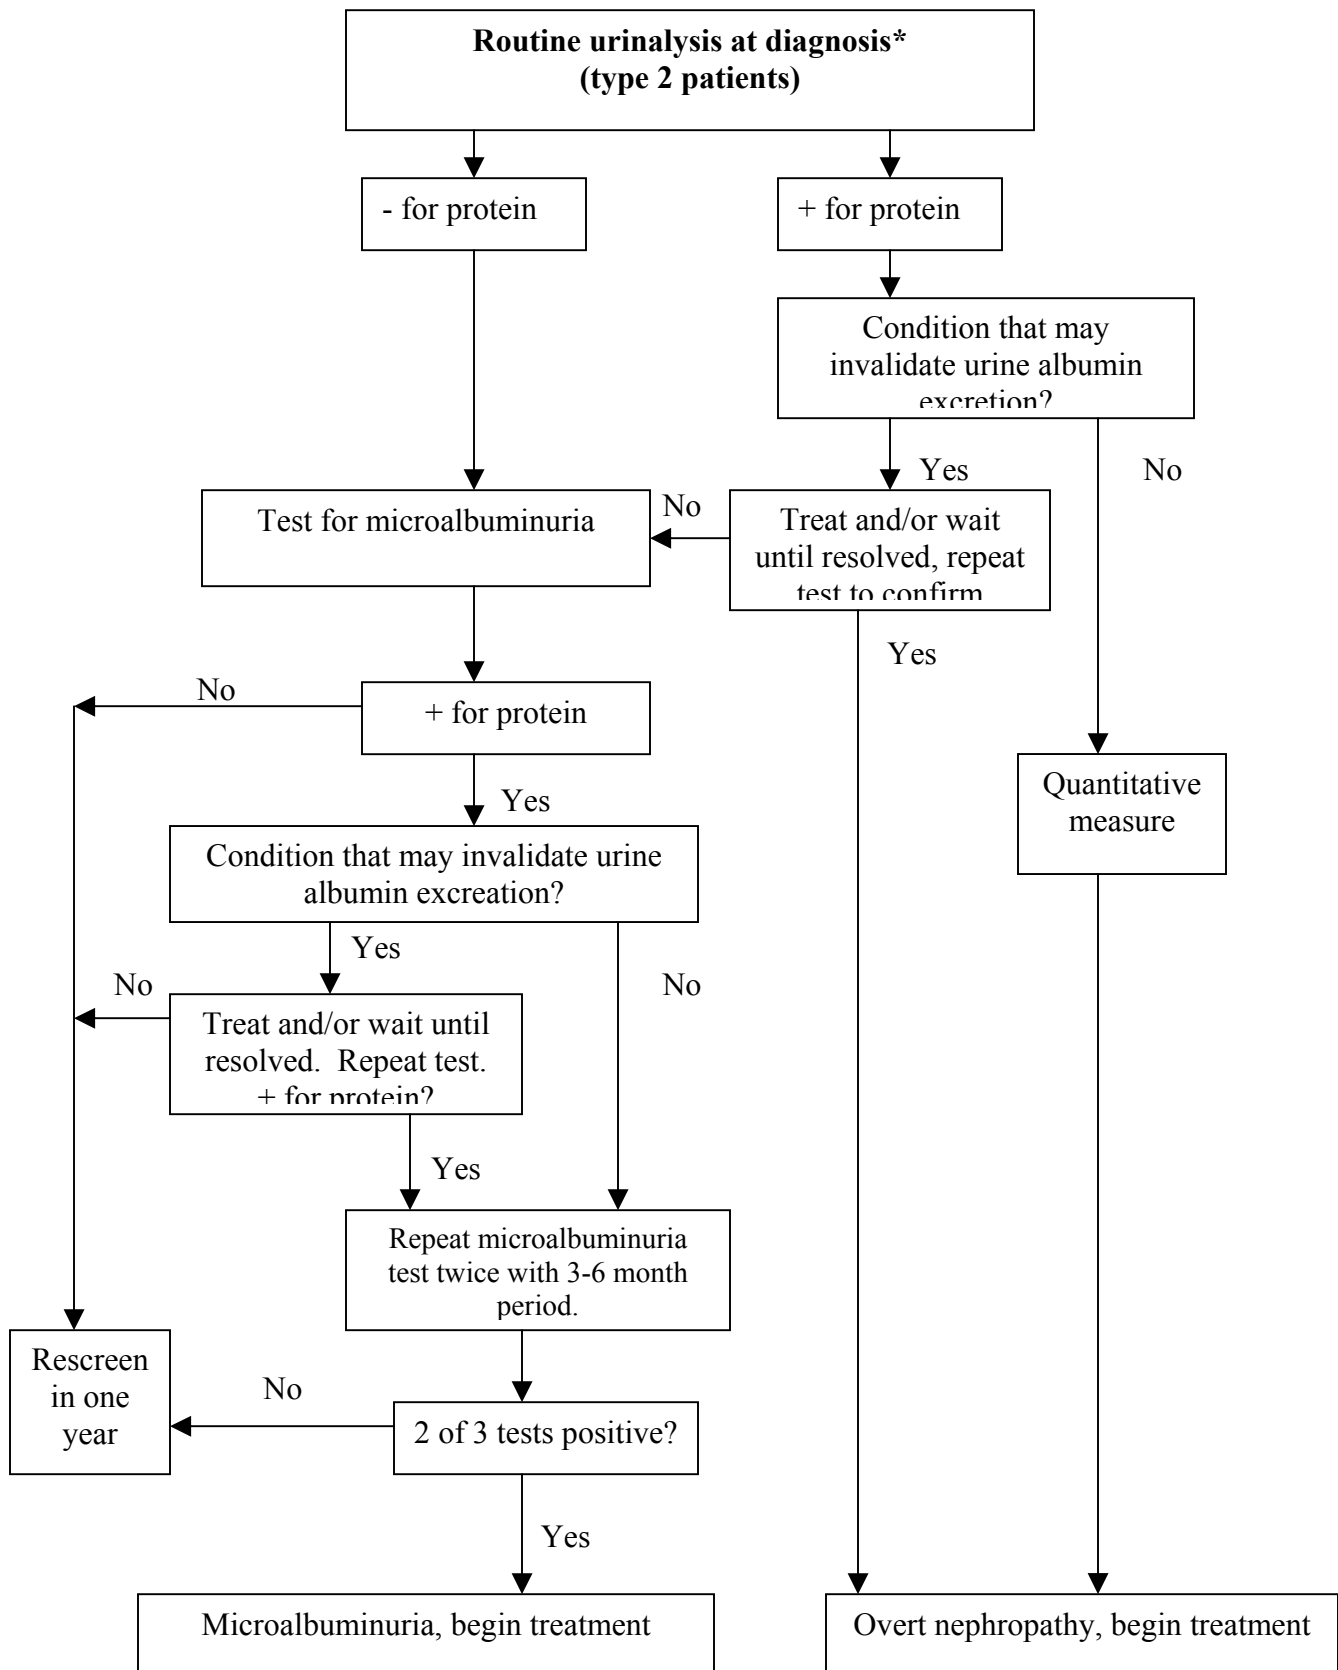 Routine urinalysis at diagnosis*
(type 2 patients)
- for protein
+ for protein
Condition that may
invalidate urine albumin
excretion?
Yes
No
Test for microalbuminuria
No
Treat and/or wait
until resolved, repeat
test to confirm
Yes
No
+ for protein
Yes
Quantitative
measure
Condition that may invalidate urine
albumin excreation?
Yes
No
No
Treat and/or wait until
resolved.  Repeat test.
+ for protein?
Yes
Repeat microalbuminuria
test twice with 3-6 month
period.
Rescreen
in one
year
No
2 of 3 tests positive?
Yes
Microalbuminuria, begin treatment
Overt nephropathy, begin treatment